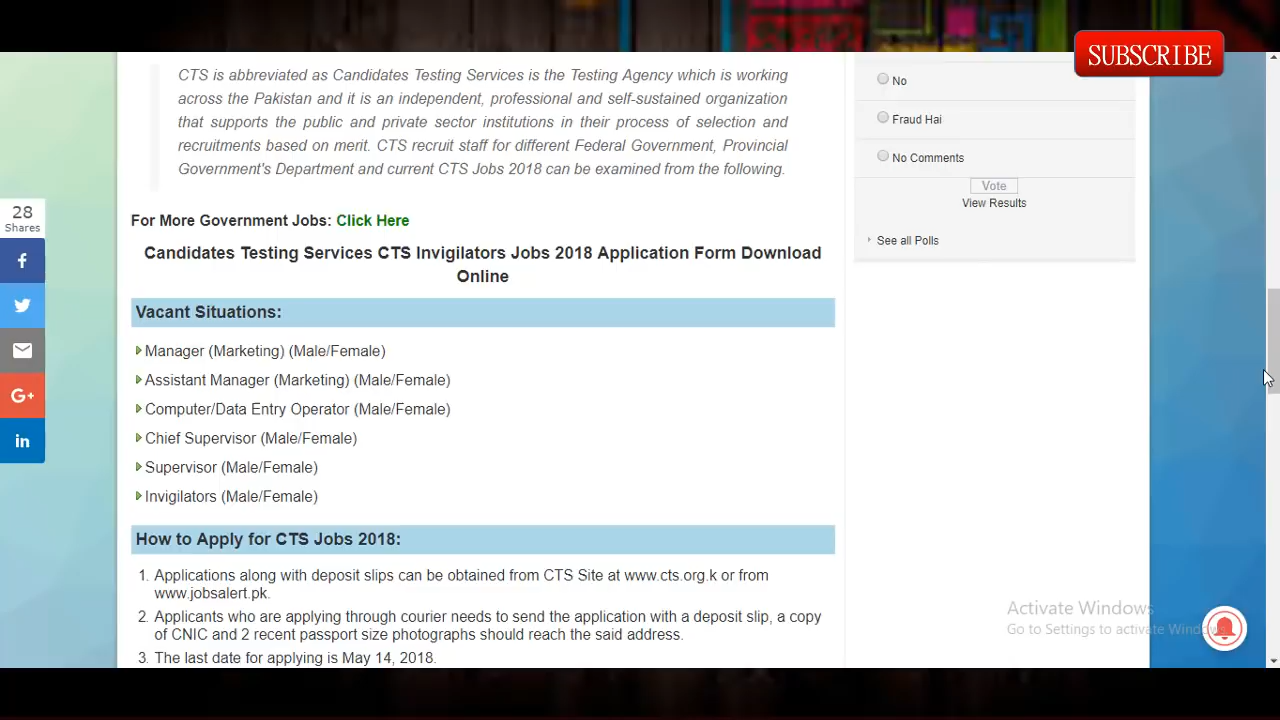 SUBSCRIBE
CTS is abbreviated as Candidates Testing Services is the Testing Agency which is working
across the Pakistan and it is an independent, professional and self-sustained organization
that supports the public and private sector institutions in their process of selection and
recruitments based on merit. CTS recruit staff for different Federal Government, Provincial
Government's Department and current CTS Jobs 2018 can be examined from the following.
No
Fraud Hai
No Comments
Vote
View Results
See all Polls
28
Shares
f
G+
in
For More Government Jobs: Click Here
Candidates Testing Services CTS Invigilators Jobs 2018 Application Form Download
Online
Vacant Situations:
Manager (Marketing) (Male/Female)
Assistant Manager (Marketing) (Male/Female)
Computer/Data Entry Operator (Male/Female)
Chief Supervisor (Male/Female)
Supervisor (Male/Female)
Invigilators (Male/Female)
How to Apply for CTS Jobs 2018:
1. Applications along with deposit slips can be obtained from CTS Site at www.cts.org.k or from
www.jobsalert.pk.
2. Applicants who are applying through courier needs to send the application with a deposit slip, a copy
of CNIC and 2 recent passport size photographs should reach the said address.
3. The last date for applying is May 14, 2018.
Activate Windows
Go to Settings to activate Windows.